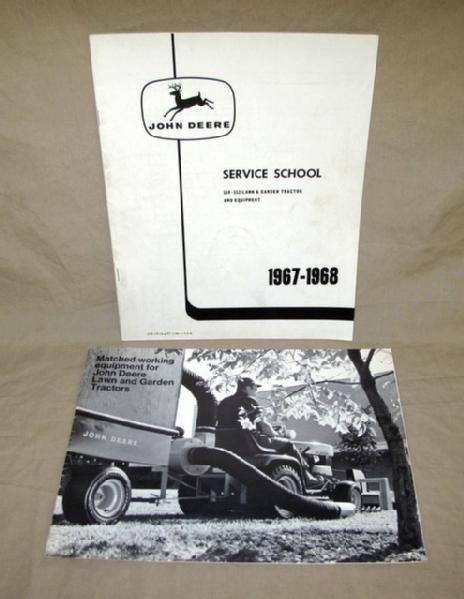 JOHN DEERE
SERVICE SCHOOL
LAWN & GARDEN TRACTOR
AND EQUIPMENT
1967-1968
Matched working
equipment for
John Deere
Lawn and Garden
Tractors
JOHN DEERE